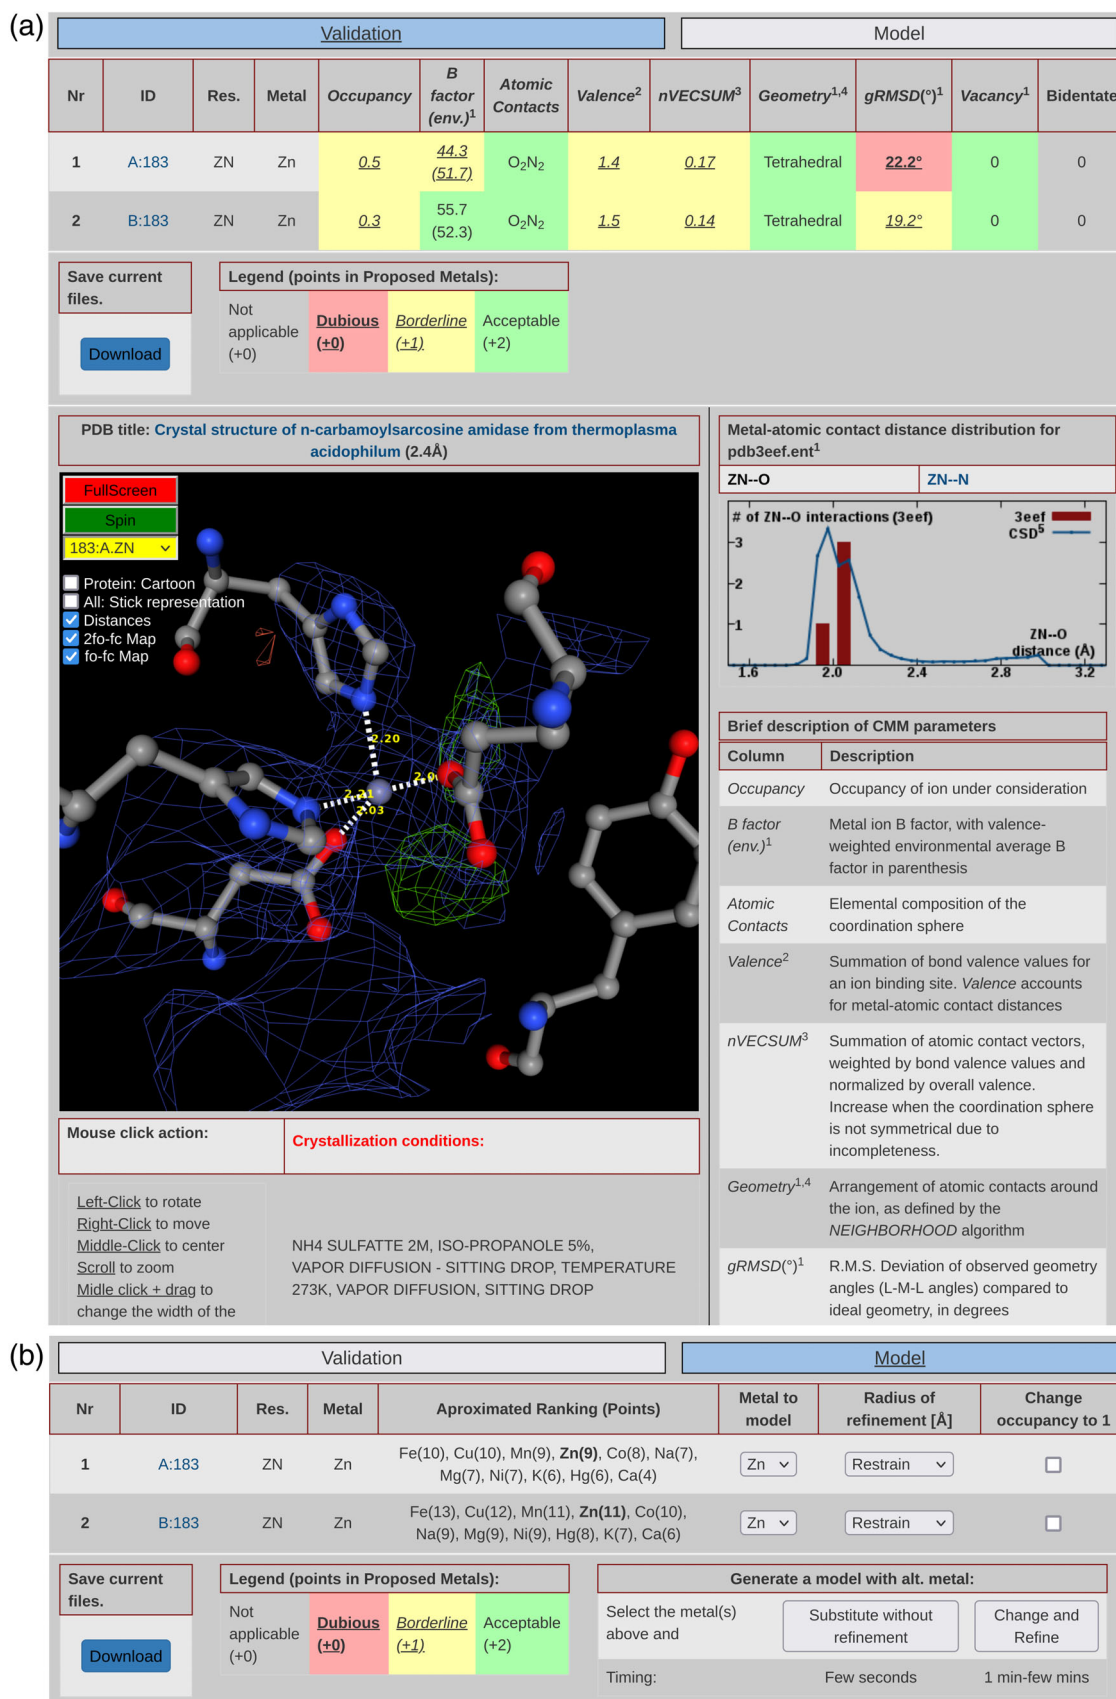 (a)
Validation
Model
Nr ID Res. Metal Occupancy B factor (env.)1 Atomic Contacts Valence2 nVECSUM3 Geometry1,4 gRMSD(°)1 Vacancy1 Bidentate
1 A:183 ZN Zn 0.5 44.3 (51.7) O2N2 1.4 0.17 Tetrahedral 22.2° 0 0
2 B:183 ZN Zn 0.3 55.7 (52.3) O2N2 1.5 0.14 Tetrahedral 19.2° 0 0
Save current
files.
Download
Legend (points in Proposed Metals):
Not applicable (+0)
Dubious (+0)
Borderline (+1)
Acceptable (+2)
PDB title: Crystal structure of n-carbamoylsarcosine amidase from thermoplasma
acidophilum (2.4Å)
FullScreen
Spin
183:A.ZN
Protein: Cartoon
All: Stick representation
Distances
2fo-fc Map
fo-fc Map
2.20
2.0
2.21
2.03
Mouse click action:
Left-Click to rotate
Right-Click to move
Middle-Click to center
Scroll to zoom
Midle click + drag to
change the width of the
Crystallization conditions:
NH4 SULFATTE 2M, ISO-PROPANOLE 5%,
VAPOR DIFFUSION - SITTING DROP, TEMPERATURE
273K, VAPOR DIFFUSION, SITTING DROP
Metal-atomic contact distance distribution for
pdb3eef.ent1
ZN--O
ZN--N
# of ZN--O interactions (3eef)
3eef
CSD5
3
2
1
ZN--O
distance (Å)
1.6 2.0 2.4 2.8 3.2
Brief description of CMM parameters
Column Description
Occupancy Occupancy of ion under consideration
B factor (env.)1 Metal ion B factor, with valence-
weighted environmental average B
factor in parenthesis
Atomic Contacts Elemental composition of the
coordination sphere
Valence2 Summation of bond valence values for
an ion binding site. Valence accounts
for metal-atomic contact distances
nVECSUM3 Summation of atomic contact vectors,
weighted by bond valence values and
normalized by overall valence.
Increase when the coordination sphere
is not symmetrical due to
incompleteness.
Geometry1,4 Arrangement of atomic contacts around
the ion, as defined by the
NEIGHBORHOOD algorithm
gRMSD(°)1 R.M.S. Deviation of observed geometry
angles (L-M-L angles) compared to
ideal geometry, in degrees
(b)
Validation
Model
Nr ID Res. Metal Aproximated Ranking (Points) Metal to model Radius of refinement [Å] Change occupancy to 1
1 A:183 ZN Zn Fe(10), Cu(10), Mn(9), Zn(9), Co(8), Na(7),
Mg(7), Ni(7), K(6), Hg(6), Ca(4) Zn Restrain
2 B:183 ZN Zn Fe(13), Cu(12), Mn(11), Zn(11), Co(10),
Na(9), Mg(9), Ni(9), Hg(8), K(7), Ca(6) Zn Restrain
Save current
files.
Download
Legend (points in Proposed Metals):
Not applicable (+0)
Dubious (+0)
Borderline (+1)
Acceptable (+2)
Generate a model with alt. metal:
Select the metal(s)
above and
Substitute without
refinement
Change and
Refine
Timing: Few seconds 1 min-few mins